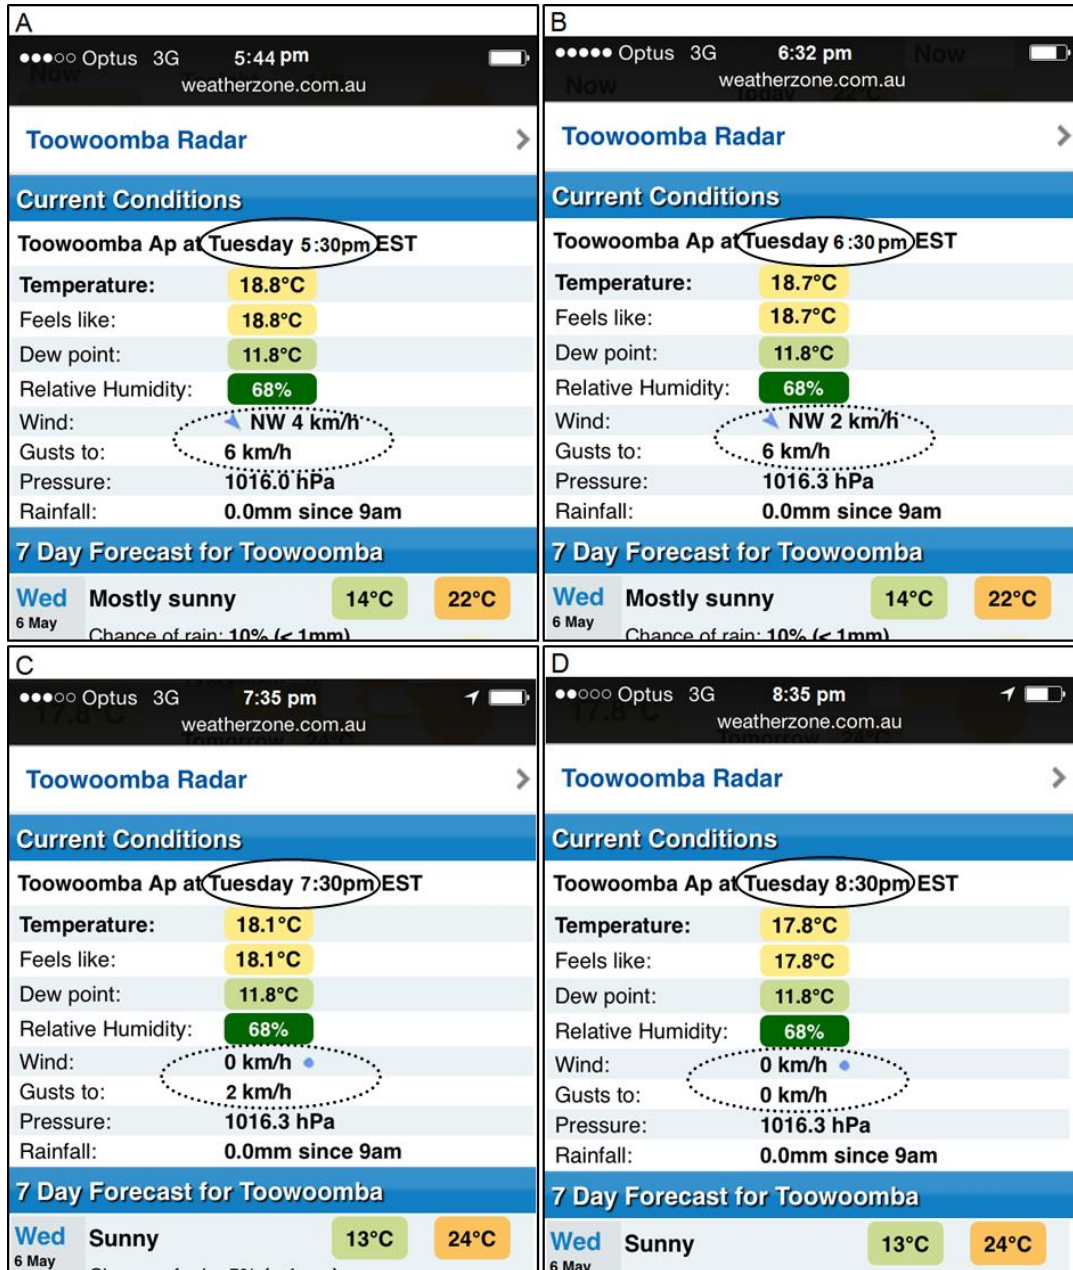 A
Optus 3G 5:44 pm
weatherzone.com.au
Toowoomba Radar
Current Conditions
Toowoomba Ap at Tuesday 5:30pm EST
Temperature: 18.8°C
Feels like: 18.8°C
Dew point: 11.8°C
Relative Humidity: 68%
Wind: NW 4 km/h
Gusts to: 6 km/h
Pressure: 1016.0 hPa
Rainfall: 0.0mm since 9am
7 Day Forecast for Toowoomba
Wed Mostly sunny 14°C 22°C
6 May
Chance of rain: 10% (< 1mm)
B
Optus 3G 6:32 pm
weatherzone.com.au
Toowoomba Radar
Current Conditions
Toowoomba Ap at Tuesday 6:30pm EST
Temperature: 18.7°C
Feels like: 18.7°C
Dew point: 11.8°C
Relative Humidity: 68%
Wind: NW 2 km/h
Gusts to: 6 km/h
Pressure: 1016.3 hPa
Rainfall: 0.0mm since 9am
7 Day Forecast for Toowoomba
Wed Mostly sunny 14°C 22°C
6 May
Chance of rain: 10% (< 1mm)
C
Optus 3G 7:35 pm
weatherzone.com.au
Toowoomba Radar
Current Conditions
Toowoomba Ap at Tuesday 7:30pm EST
Temperature: 18.1°C
Feels like: 18.1°C
Dew point: 11.8°C
Relative Humidity: 68%
Wind: 0 km/h
Gusts to: 2 km/h
Pressure: 1016.3 hPa
Rainfall: 0.0mm since 9am
7 Day Forecast for Toowoomba
Wed Sunny 13°C 24°C
6 May
D
Optus 3G 8:35 pm
weatherzone.com.au
Toowoomba Radar
Current Conditions
Toowoomba Ap at Tuesday 8:30pm EST
Temperature: 17.8°C
Feels like: 17.8°C
Dew point: 11.8°C
Relative Humidity: 68%
Wind: 0 km/h
Gusts to: 0 km/h
Pressure: 1016.3 hPa
Rainfall: 0.0mm since 9am
7 Day Forecast for Toowoomba
Wed Sunny 13°C 24°C
6 May